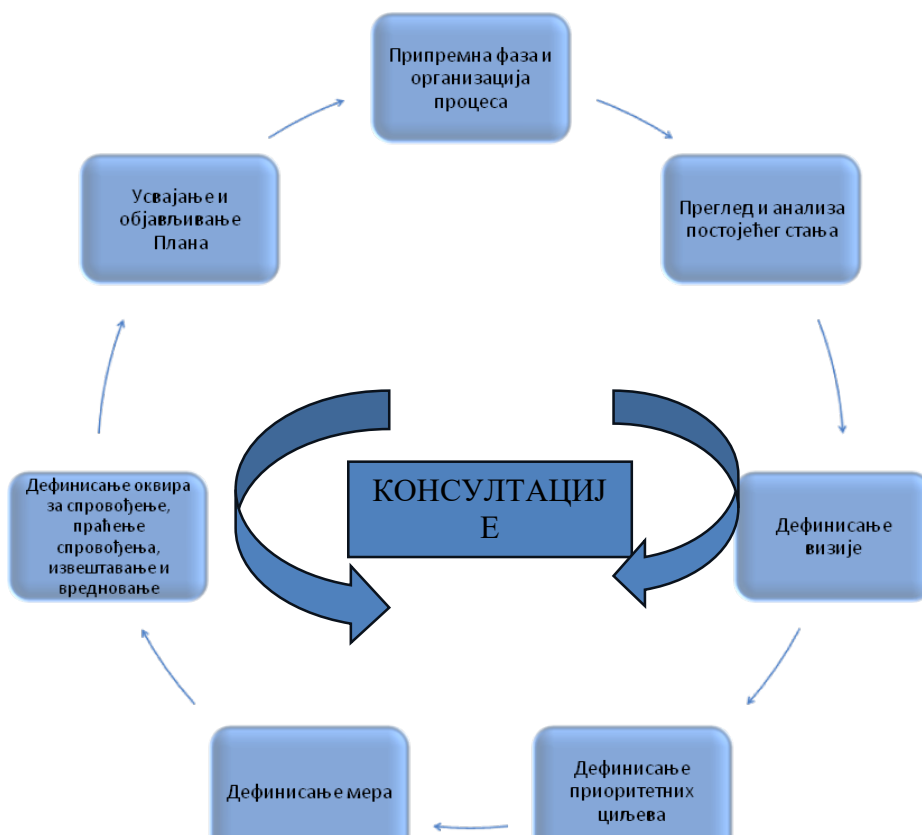 Припремна фаза и
организација
процеса
Преглед и анализа
постојећег стања
Дефинисање
визије
Дефинисање
приоритетних
циљева
Дефинисање мера
Дефинисање оквира
за спровођење,
праћење
спровођења,
извештавање и
вредновање
Усвајање и
објављивање
Плана
КОНСУЛТАЦИЈ
Е